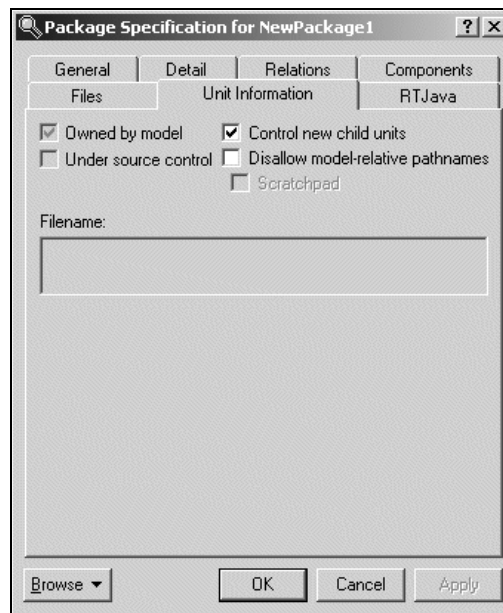 Package Specification for NewPackage1
General Detail Relations Components
Files Unit Information RTJava
Owned by model Control new child units
Under source control Disallow model-relative pathnames
Scratchpad
Filename:
Browse OK Cancel Apply